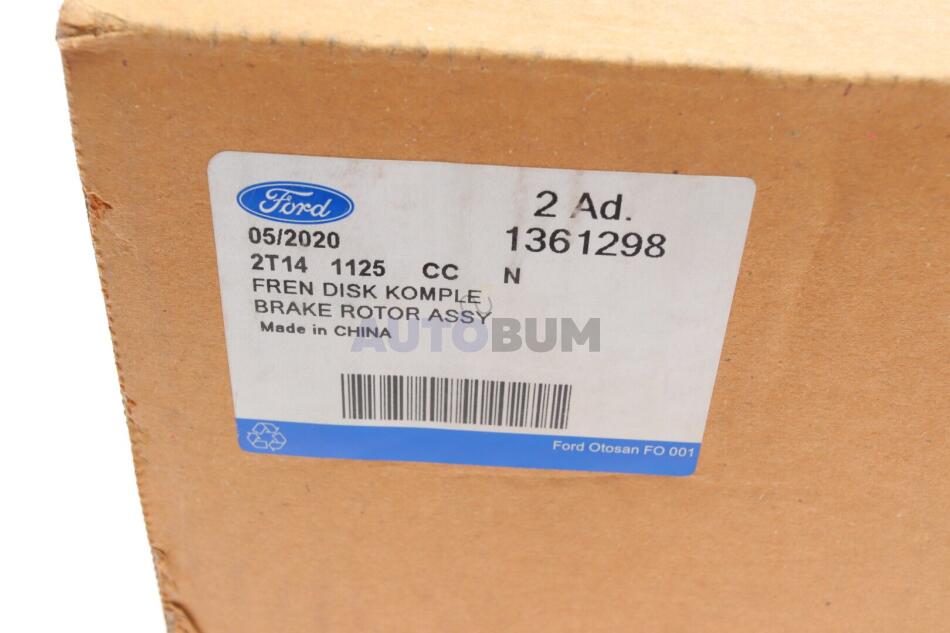 Ford
2 Ad.
05/2020
1361298
2T14 1125 CC N
FREN DISK KOMPLE
BRAKE ROTOR ASSY
Made in CHINA
AUTOBUM
Ford Otosan FO 001